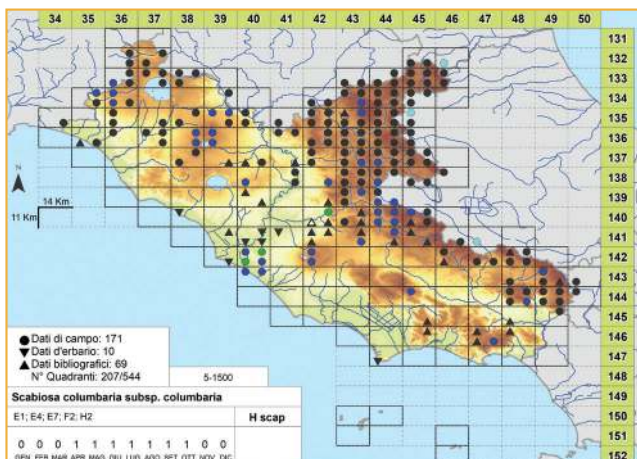 34 35 36 37 38 39 40 41 42 43 44 45 46 47 48 49 50
131
132
133
134
135
136
137
138
139
140
141
142
143
144
145
146
147
148
149
150
151
152
N
14 Km
11 Km
● Dati di campo: 171
▼ Dati d'erbario: 10
▲ Dati bibliografici: 69
N° Quadranti: 207/544
5-1500
Scabiosa columbaria subsp. columbaria
E1; E4; E7; F2; H2
H scap
0 0 0 1 1 1 1 1 1 1 0 0
GEN FEB MAR APR MAG GIU LUG AGO SET OTT NOV DIC